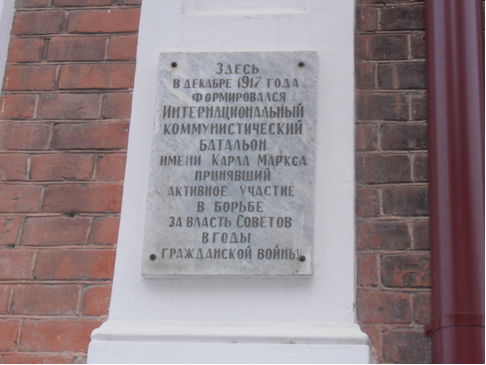 ЗДЕСЬ
В ДЕКАБРЕ 1917 ГОДА
ФОРМИРОВАЛСЯ
ИНТЕРНАЦИОНАЛЬНЫЙ
КОММУНИСТИЧЕСКИЙ
БАТАЛЬОН
ИМЕНИ КАРЛА МАРКСА
ПРИНЯВШИЙ
АКТИВНОЕ УЧАСТИЕ
В БОРЬБЕ
ЗА ВЛАСТЬ СОВЕТОВ
В ГОДЫ
ГРАЖДАНСКОЙ ВОЙНЫ